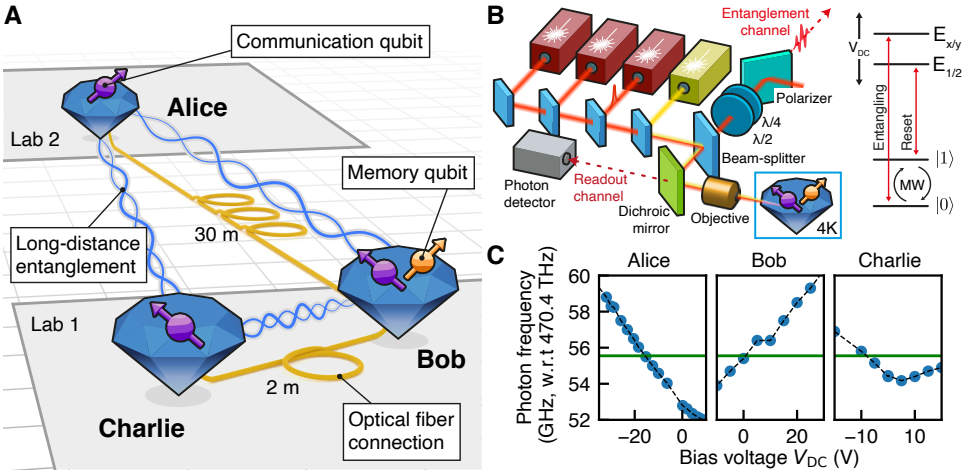 A
Communication qubit
Alice
Lab 2
Memory qubit
30 m
Long-distance
entanglement
Lab 1
Bob
2 m
Charlie
Optical fiber
connection
B
Entanglement
channel
Polarizer
λ/4
λ/2
Beam-splitter
Photon
detector
Readout
channel
Dichroic
mirror
Objective
4K
V_DC
E_x/y
E_1/2
Entangling
Reset
|1⟩
MW
|0⟩
C
Alice Bob Charlie
Photon frequency
(GHz, w.r.t 470.4 THz)
60
58
56
54
52
−20 0 0 20 −10 10
Bias voltage V_DC (V)